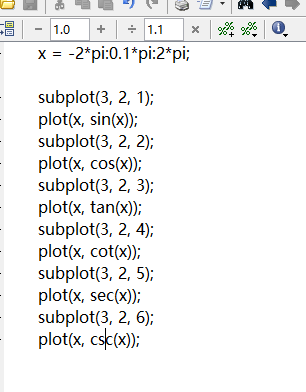 − 1.0 + ÷ 1.1 ×
x = -2*pi:0.1*pi:2*pi;
subplot(3, 2, 1);
plot(x, sin(x));
subplot(3, 2, 2);
plot(x, cos(x));
subplot(3, 2, 3);
plot(x, tan(x));
subplot(3, 2, 4);
plot(x, cot(x));
subplot(3, 2, 5);
plot(x, sec(x));
subplot(3, 2, 6);
plot(x, csc(x));